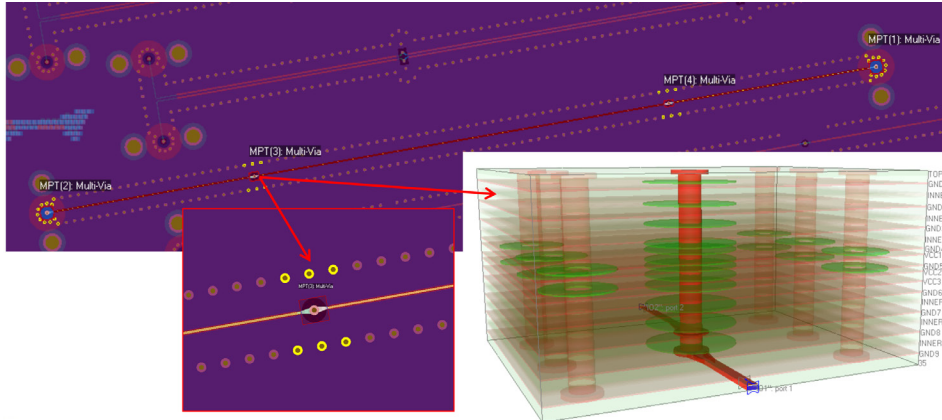 MPT(1): Multi-Via
MPT(4): Multi-Via
MPT(3): Multi-Via
MPT(2): Multi-Via
MPT(3): Multi-Via
TOP
GND
INNE
GND
INNE
GND
INNE
GND4
VCC1
GND5
VCC2
VCC3
GND6
INNER
GND7
INNER
GND8
INNER
GND9
port 2
port 1